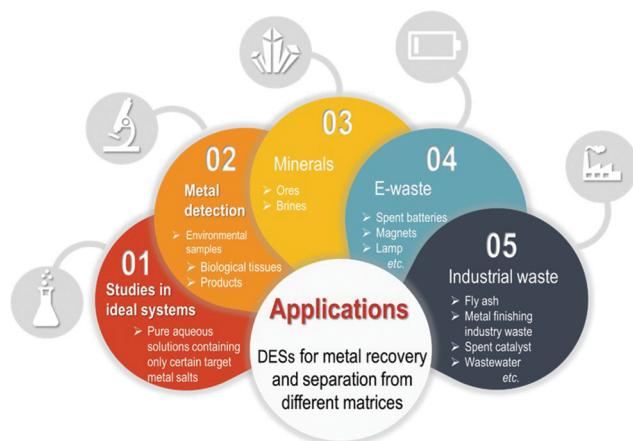 01
Studies in
ideal systems
➢ Pure aqueous
solutions containing
only certain target
metal salts
02
Metal
detection
➢ Environmental
samples
➢ Biological tissues
➢ Products
03
Minerals
➢ Ores
➢ Brines
04
E-waste
➢ Spent batteries
➢ Magnets
➢ Lamp
etc.
05
Industrial waste
➢ Fly ash
➢ Metal finishing
industry waste
➢ Spent catalyst
➢ Wastewater
etc.
Applications
DESs for metal recovery
and separation from
different matrices